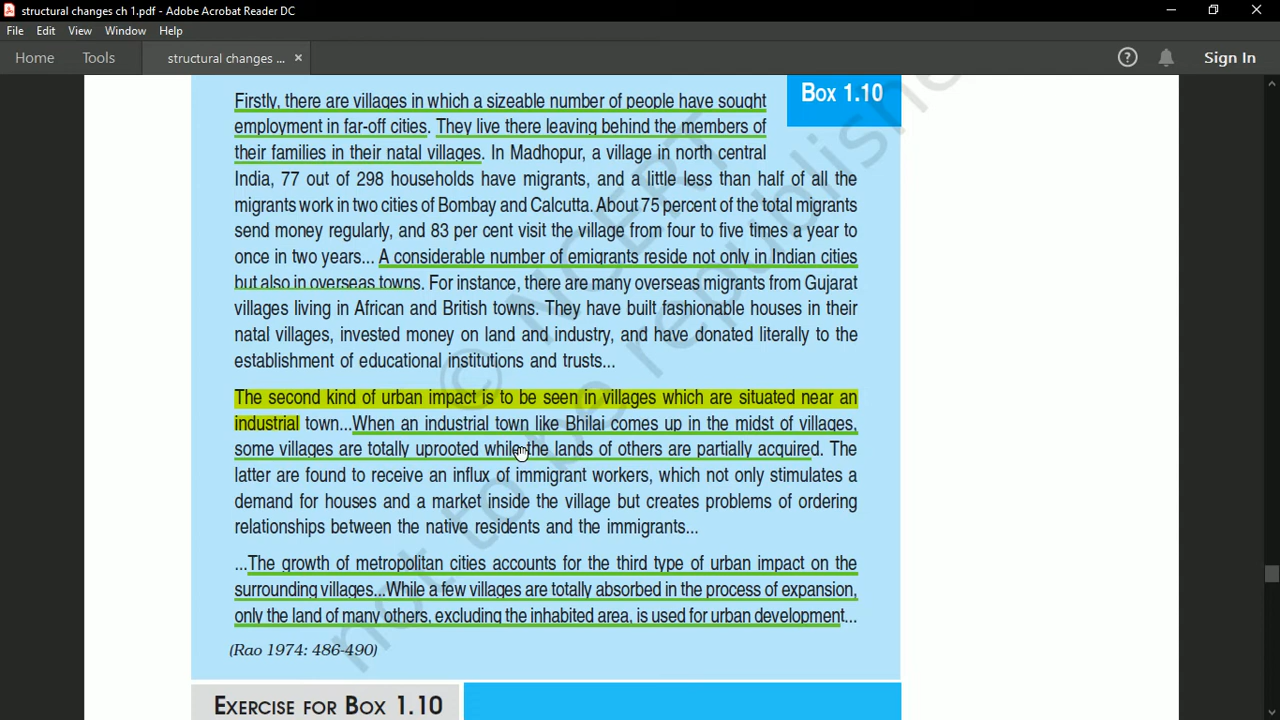 structural changes ch 1.pdf - Adobe Acrobat Reader DC
File Edit View Window Help
Home Tools structural changes ... × Sign In
Box 1.10
Firstly, there are villages in which a sizeable number of people have sought
employment in far-off cities. They live there leaving behind the members of
their families in their natal villages. In Madhopur, a village in north central
India, 77 out of 298 households have migrants, and a little less than half of all the
migrants work in two cities of Bombay and Calcutta. About 75 percent of the total migrants
send money regularly, and 83 per cent visit the village from four to five times a year to
once in two years... A considerable number of emigrants reside not only in Indian cities
but also in overseas towns. For instance, there are many overseas migrants from Gujarat
villages living in African and British towns. They have built fashionable houses in their
natal villages, invested money on land and industry, and have donated literally to the
establishment of educational institutions and trusts...
The second kind of urban impact is to be seen in villages which are situated near an
industrial town...When an industrial town like Bhilai comes up in the midst of villages,
some villages are totally uprooted while the lands of others are partially acquired. The
latter are found to receive an influx of immigrant workers, which not only stimulates a
demand for houses and a market inside the village but creates problems of ordering
relationships between the native residents and the immigrants...
...The growth of metropolitan cities accounts for the third type of urban impact on the
surrounding villages...While a few villages are totally absorbed in the process of expansion,
only the land of many others, excluding the inhabited area, is used for urban development...
(Rao 1974: 486-490)
EXERCISE FOR BOX 1.10
© NCERT
not to be republished